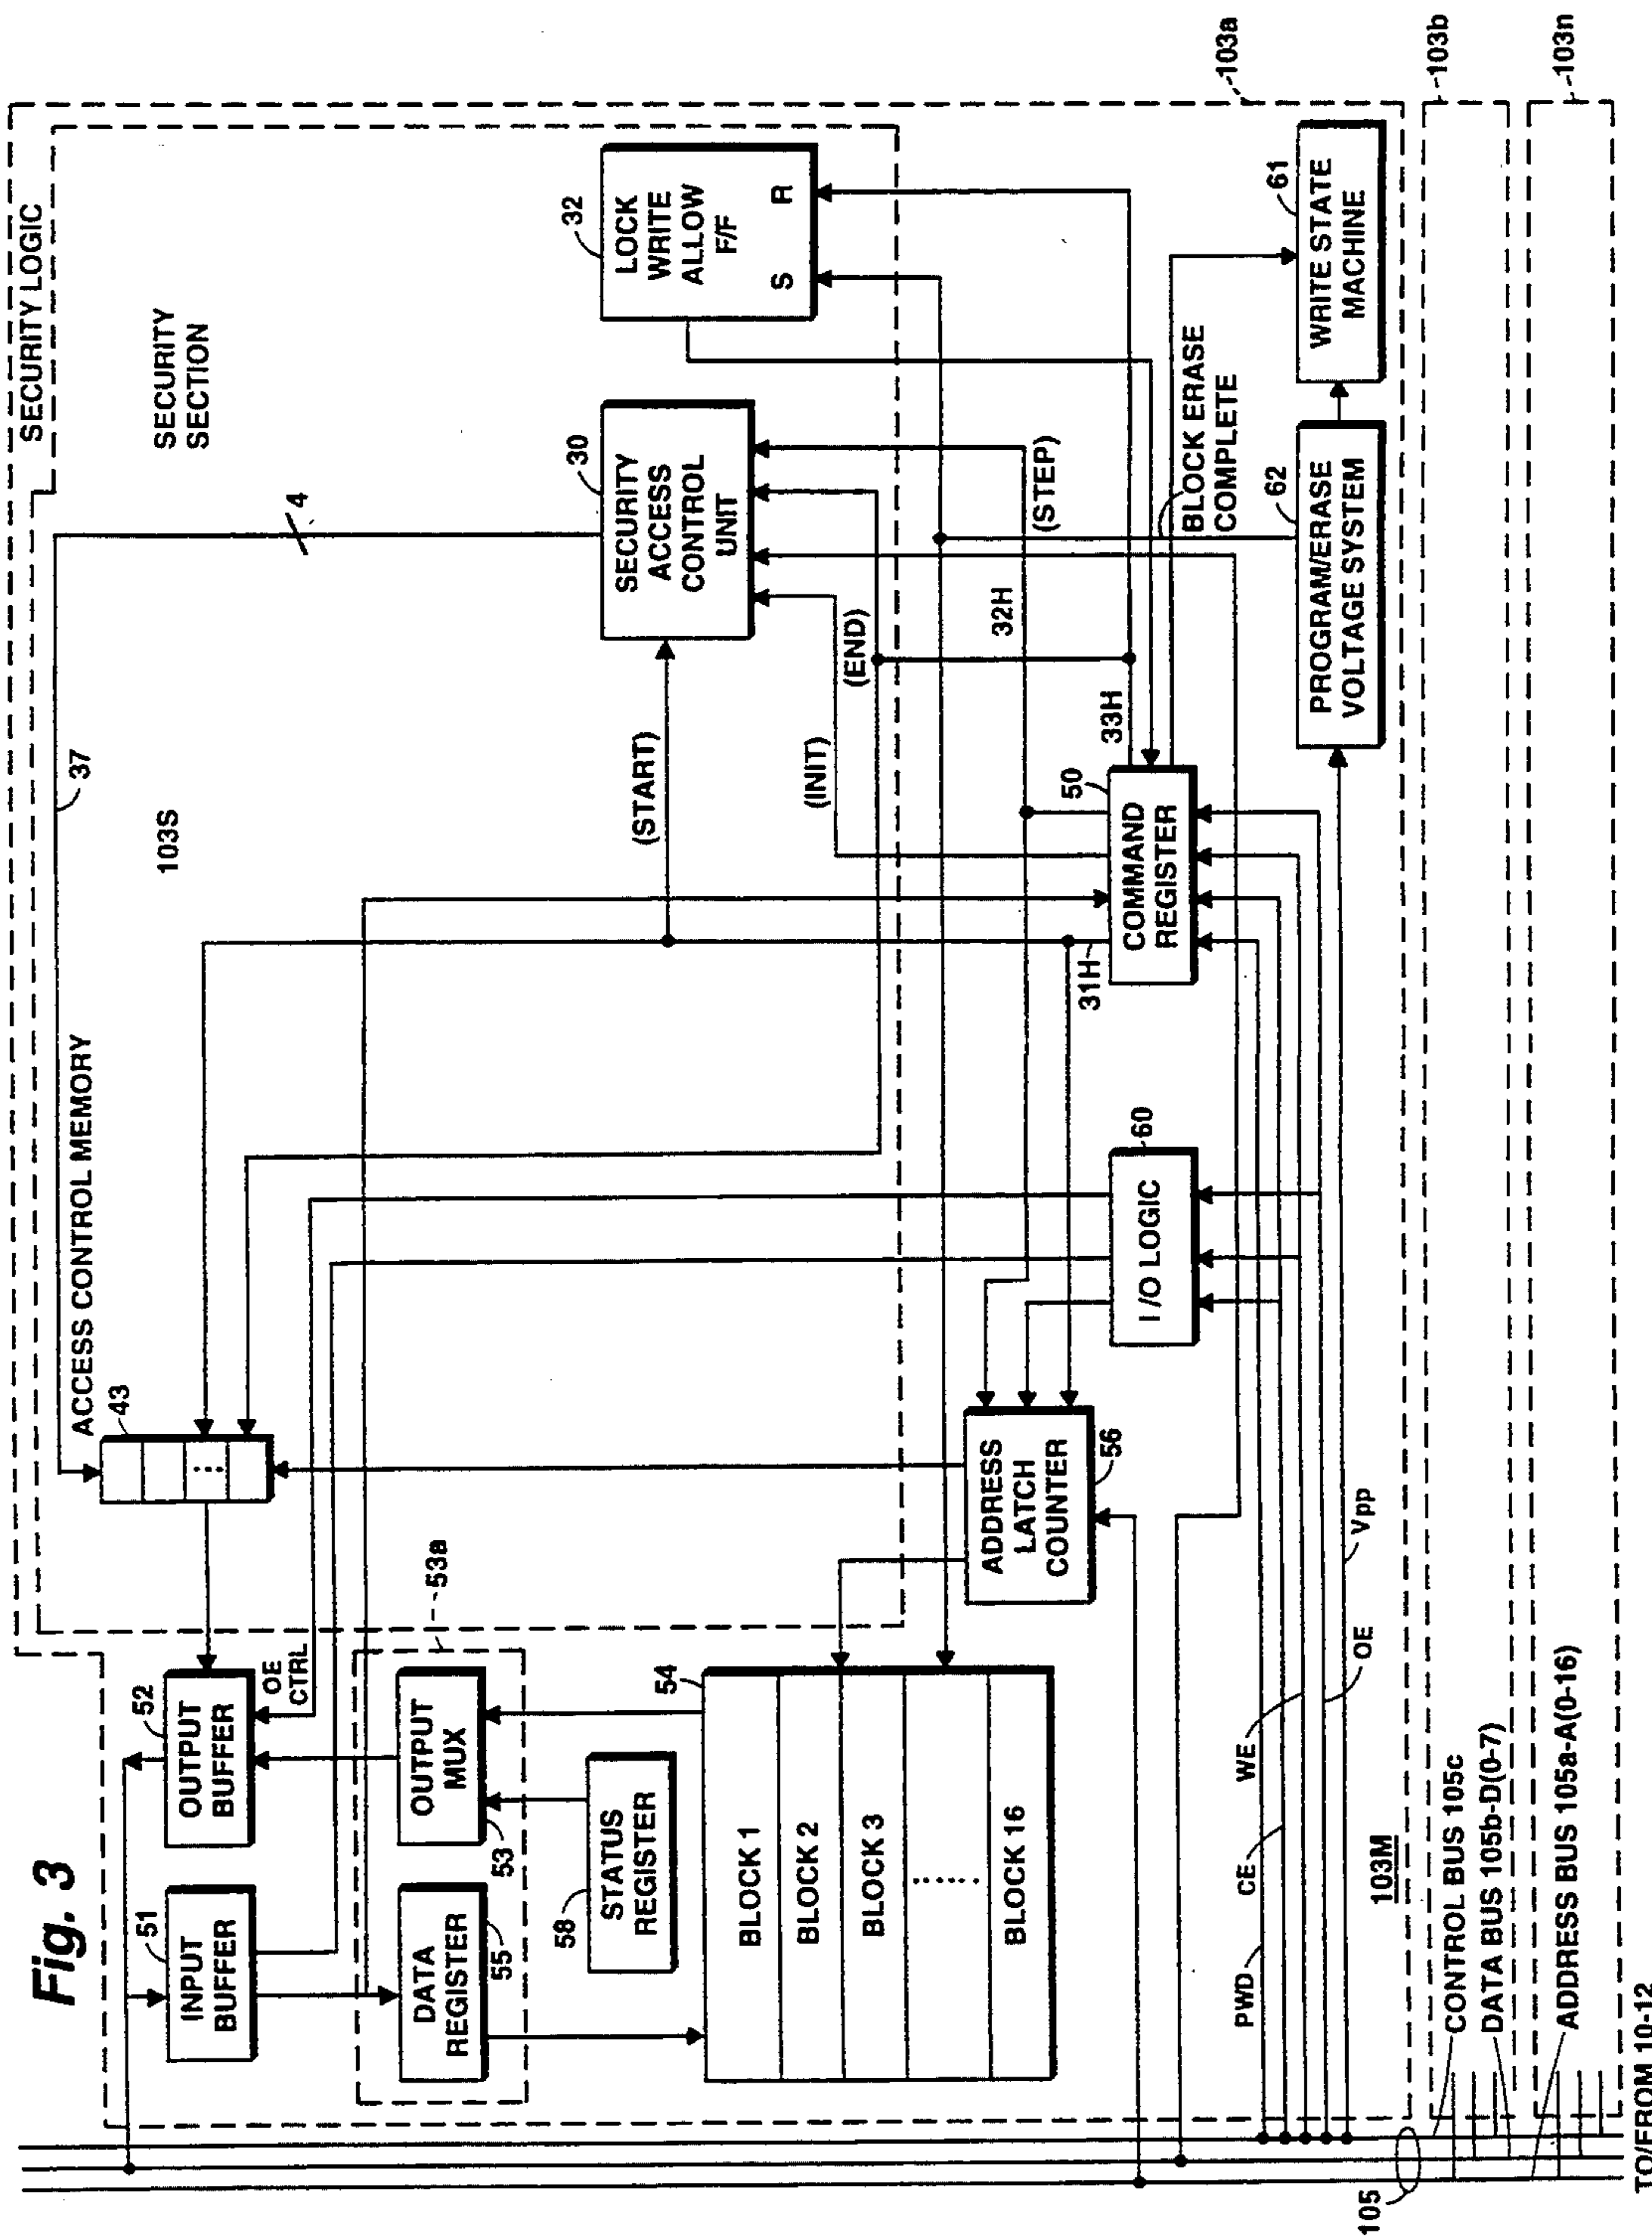 Fig. 3
SECURITY LOGIC
SECURITY
SECTION
ACCESS CONTROL MEMORY
103S
37
4
43
INPUT
BUFFER
51
OUTPUT
BUFFER
52
OE
CTRL
53a
DATA
REGISTER
55
OUTPUT
MUX
53
STATUS
REGISTER
58
54
BLOCK 1
BLOCK 2
BLOCK 3
BLOCK 16
ADDRESS
LATCH
COUNTER
56
I/O LOGIC
60
COMMAND
REGISTER
50
31H
32H
33H
(START)
(INIT)
(END)
(STEP)
SECURITY
ACCESS
CONTROL
UNIT
30
LOCK
WRITE
ALLOW
F/F
S
R
32
BLOCK ERASE
COMPLETE
PROGRAM/ERASE
VOLTAGE SYSTEM
62
WRITE STATE
MACHINE
61
PWD
CE
WE
OE
Vpp
103M
103a
103b
103n
CONTROL BUS 105c
DATA BUS 105b-D(0-7)
ADDRESS BUS 105a-A(0-16)
105
TO/FROM 10-12